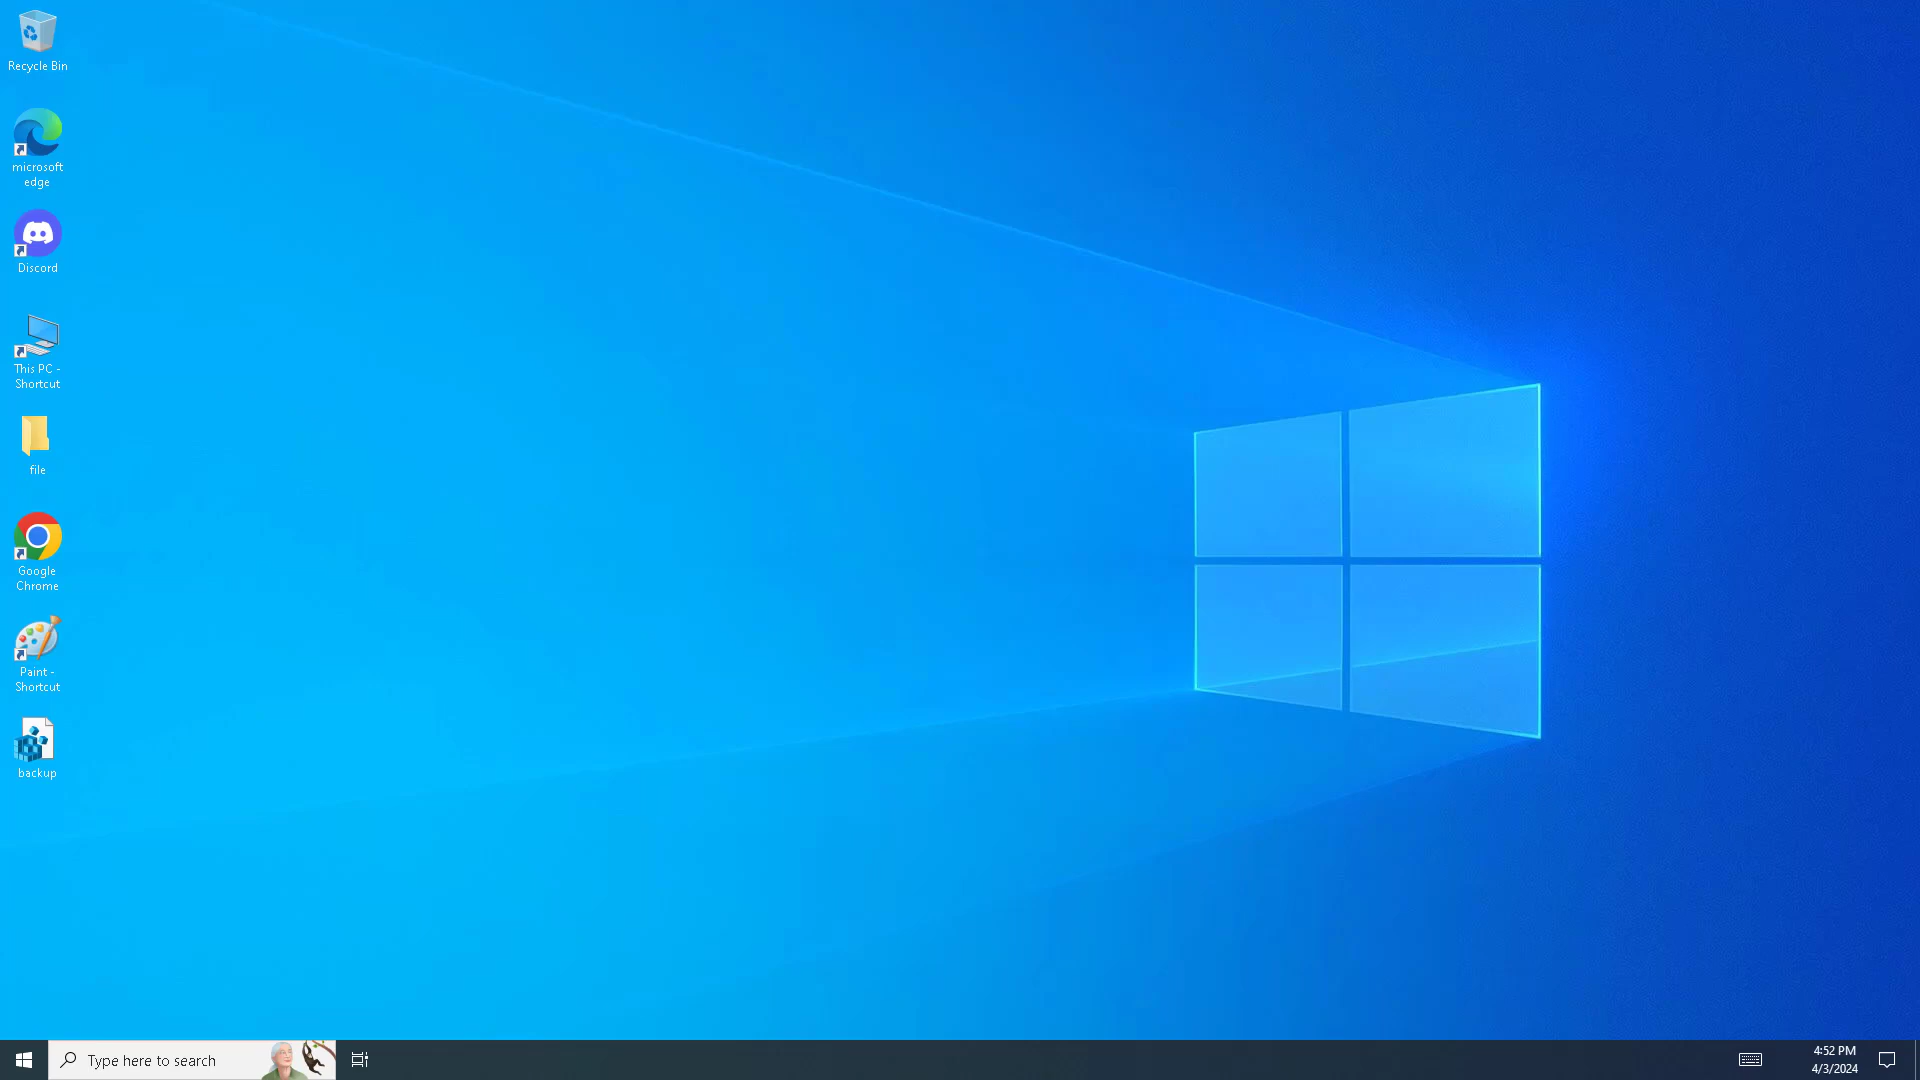 Recycle Bin
microsoft
edge
Discord
This PC -
Shortcut
file
Google
Chrome
Paint -
Shortcut
backup
Type here to search
4:52 PM
4/3/2024